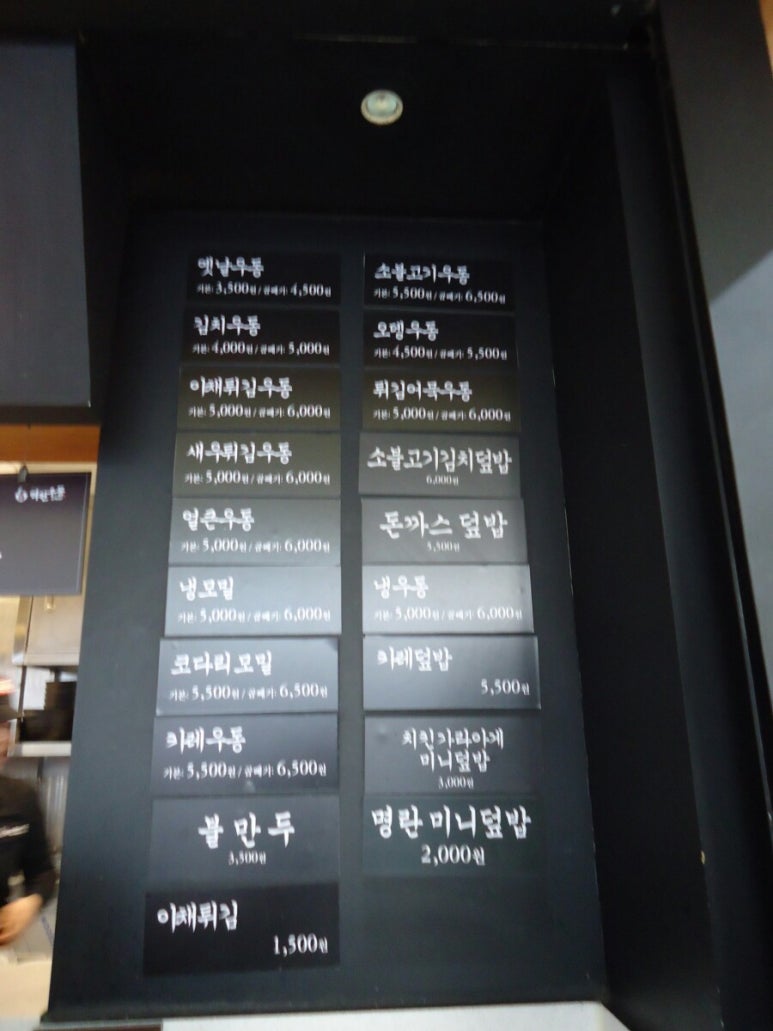 옛날우동
기본: 3,500원 / 곱빼기: 4,500원
김치우동
기본: 4,000원 / 곱빼기: 5,000원
야채튀김우동
기본: 5,000원 / 곱빼기: 6,000원
새우튀김우동
기본: 5,000원 / 곱빼기: 6,000원
얼큰우동
기본: 5,000원 / 곱빼기: 6,000원
냉모밀
기본: 5,000원 / 곱빼기: 6,000원
코다리모밀
기본: 5,500원 / 곱빼기: 6,500원
카레우동
기본: 5,500원 / 곱빼기: 6,500원
불만두
3,500원
야채튀김
1,500원
소불고기우동
기본: 5,500원 / 곱빼기: 6,500원
오뎅우동
기본: 4,500원 / 곱빼기: 5,500원
튀김어묵우동
기본: 5,000원 / 곱빼기: 6,000원
소불고기김치덮밥
6,000원
돈까스 덮밥
5,500원
냉우동
기본: 5,000원 / 곱빼기: 6,000원
카레덮밥
5,500원
치킨가라아게
미니덮밥
3,000원
명란 미니덮밥
2,000원